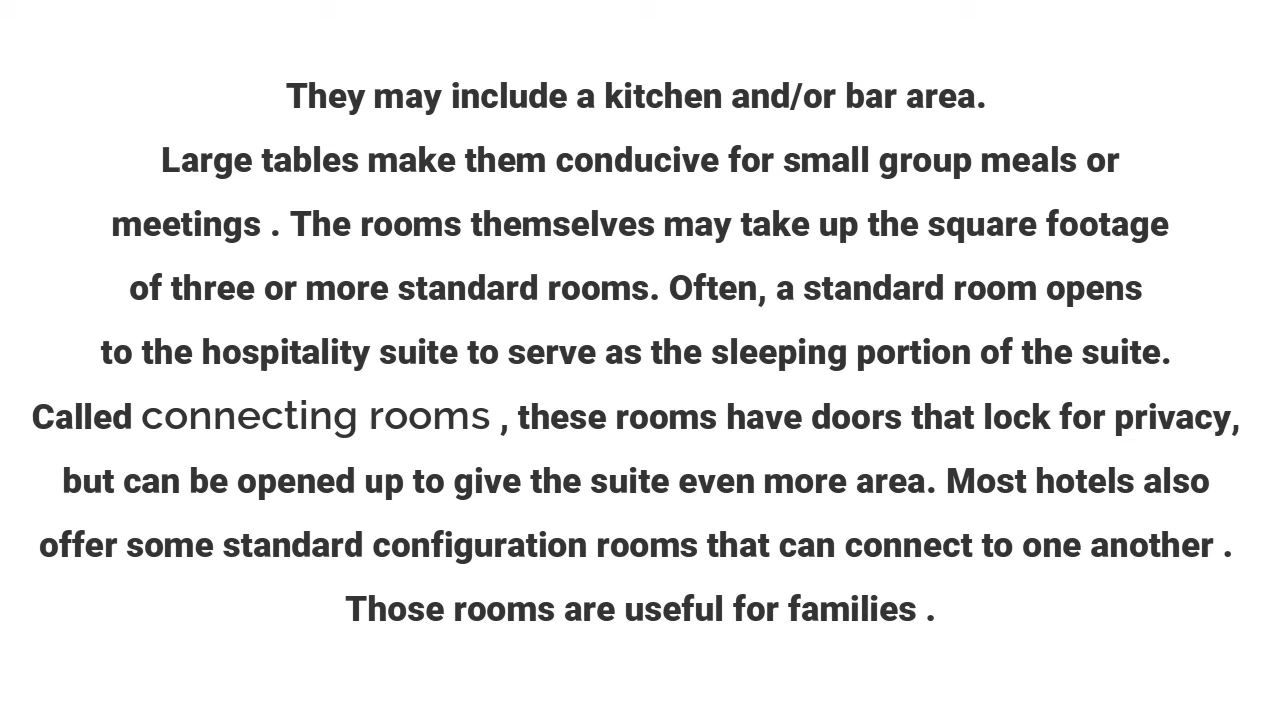 They may include a kitchen and/or bar area.
Large tables make them conducive for small group meals or
meetings . The rooms themselves may take up the square footage
of three or more standard rooms. Often, a standard room opens
to the hospitality suite to serve as the sleeping portion of the suite.
Called connecting rooms , these rooms have doors that lock for privacy,
but can be opened up to give the suite even more area. Most hotels also
offer some standard configuration rooms that can connect to one another .
Those rooms are useful for families .